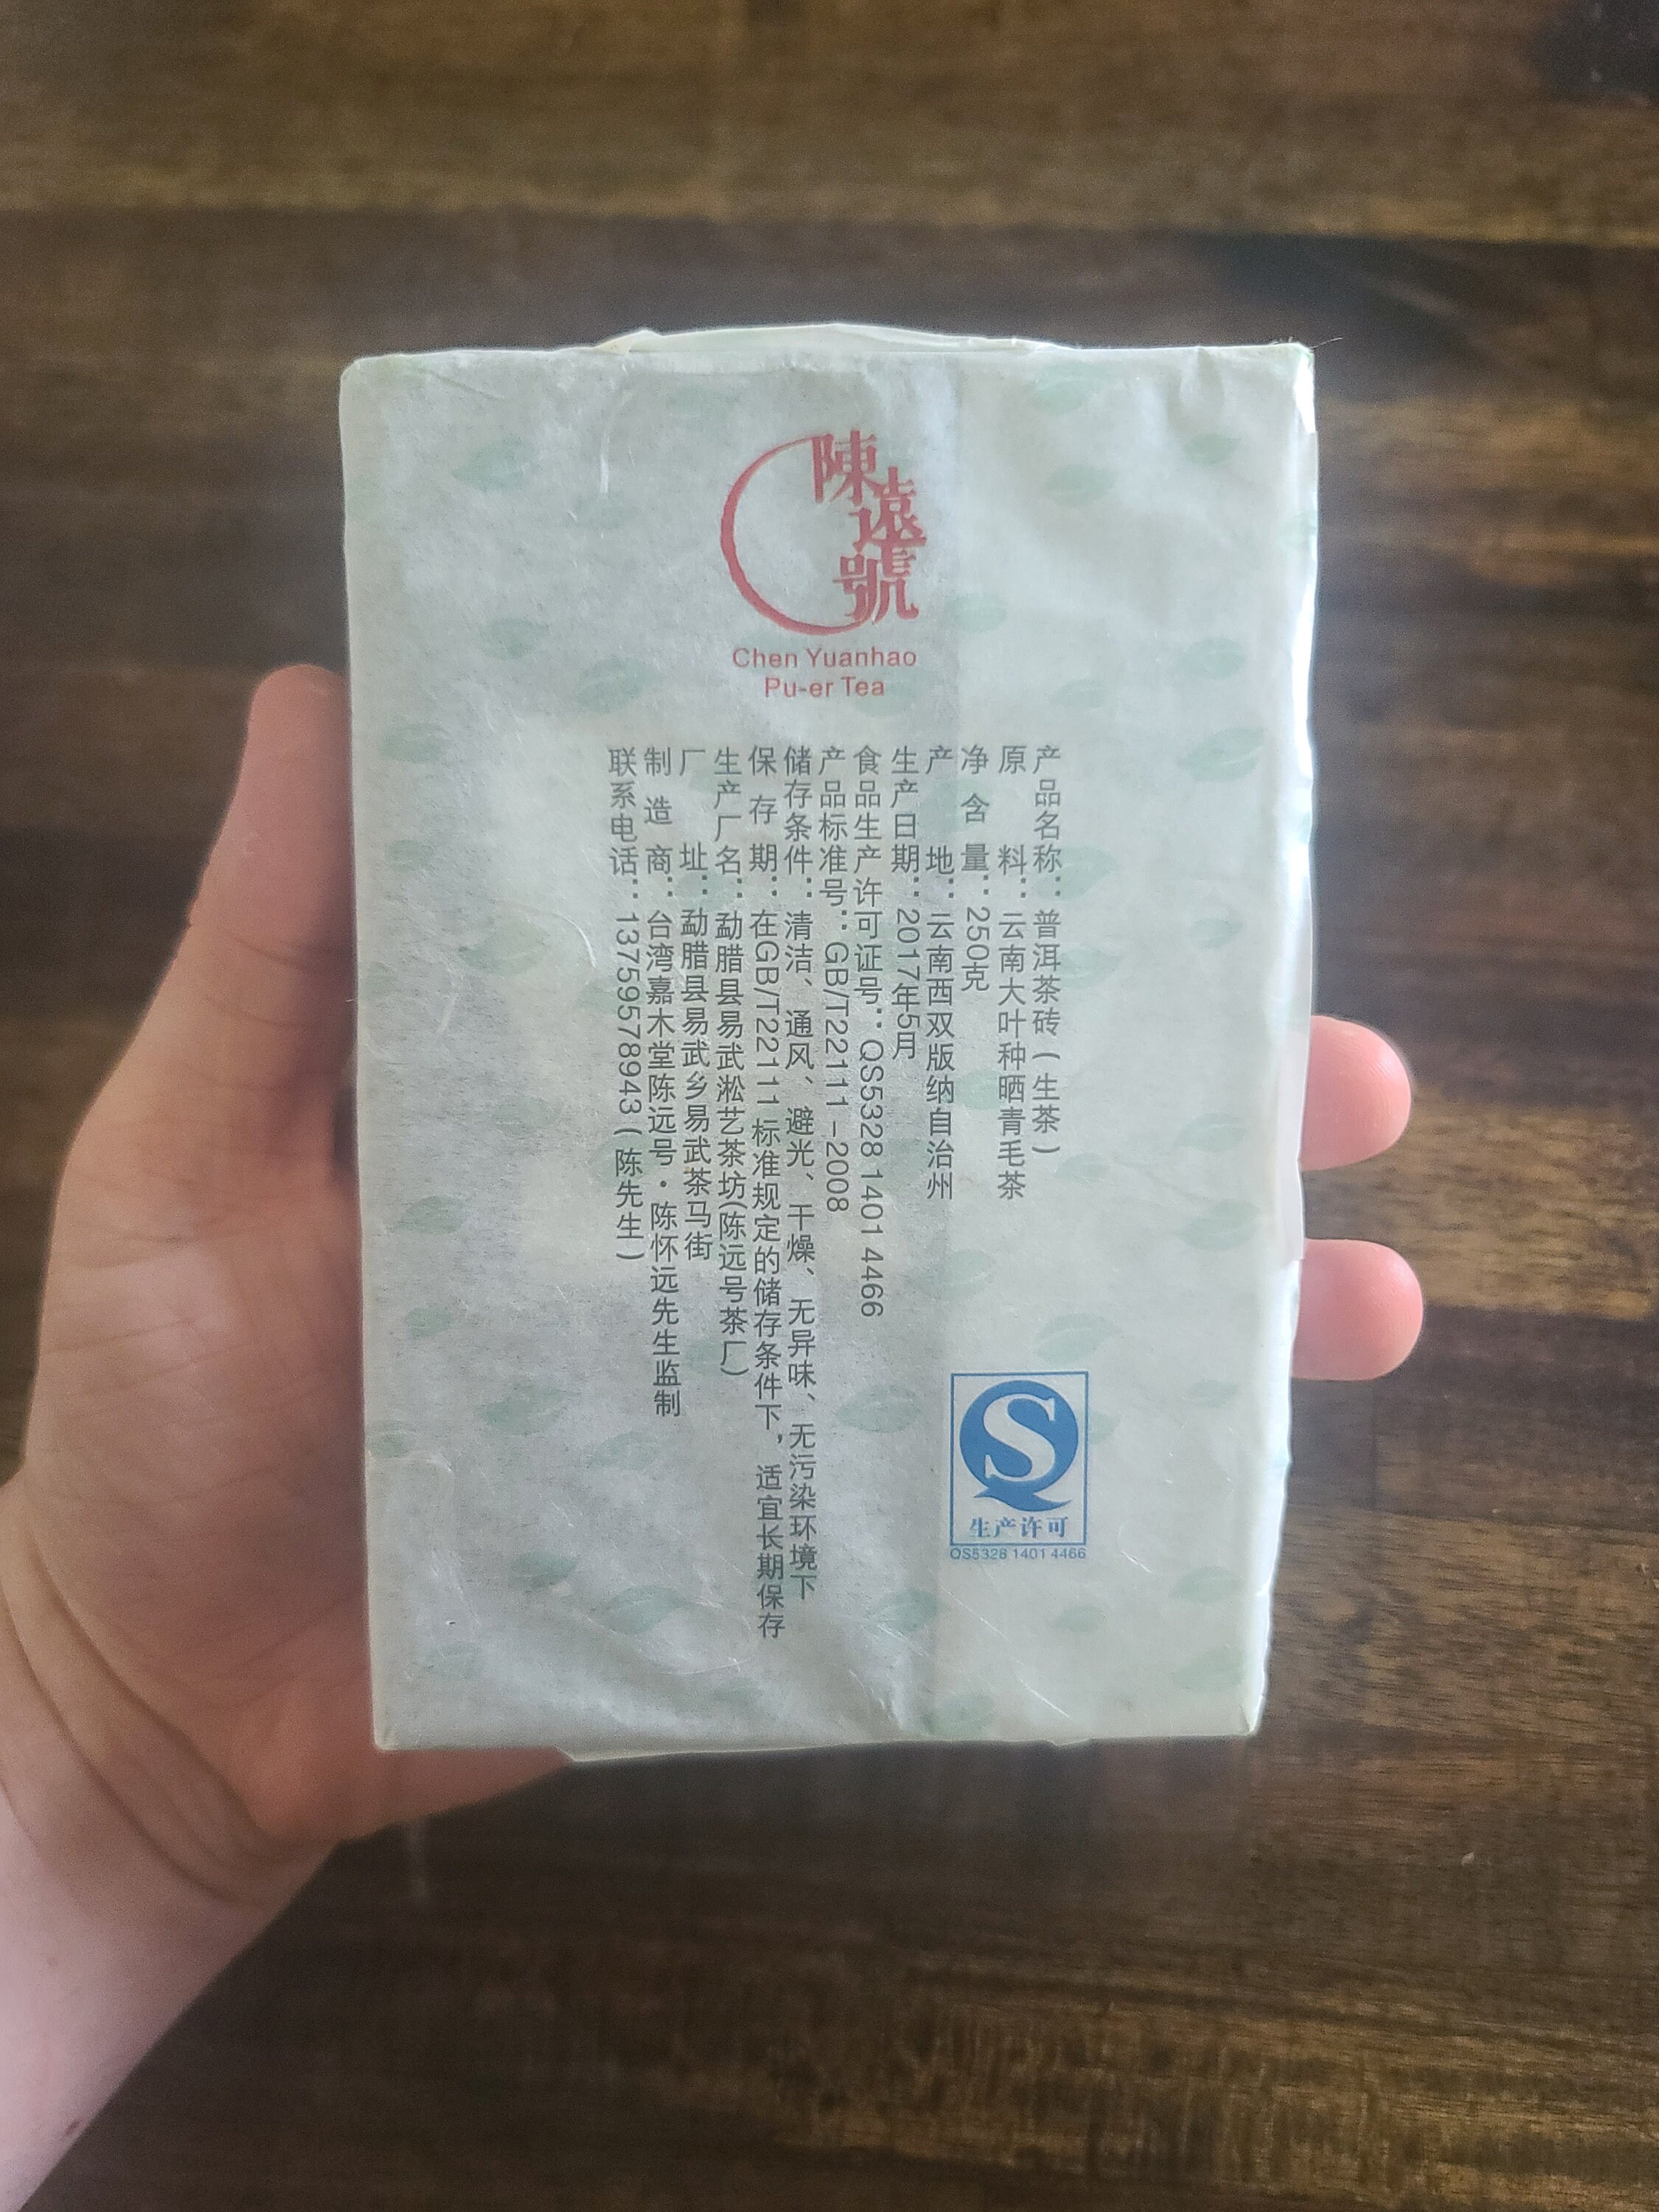 陳遠號
Chen Yuanhao
Pu-er Tea
产品名称：普洱茶砖（生茶）
原料：云南大叶种晒青毛茶
净含量：250克
产地：云南西双版纳自治州
生产日期：2017年5月
食品生产许可证号：QS5328 1401 4466
产品标准号：GB/T22111-2008
储存条件：清洁、通风、避光、干燥、无异味、无污染环境下
保存期：在GB/T22111标准规定的储存条件下，适宜长期保存
生产厂名：勐腊县易武淞艺茶坊(陈远号茶厂)
厂址：勐腊县易武乡易武茶马街
制造商：台湾嘉木堂陈远号·陈怀远先生监制
联系电话：13759578943（陈先生）
QS
生产许可
QS5328 1401 4466